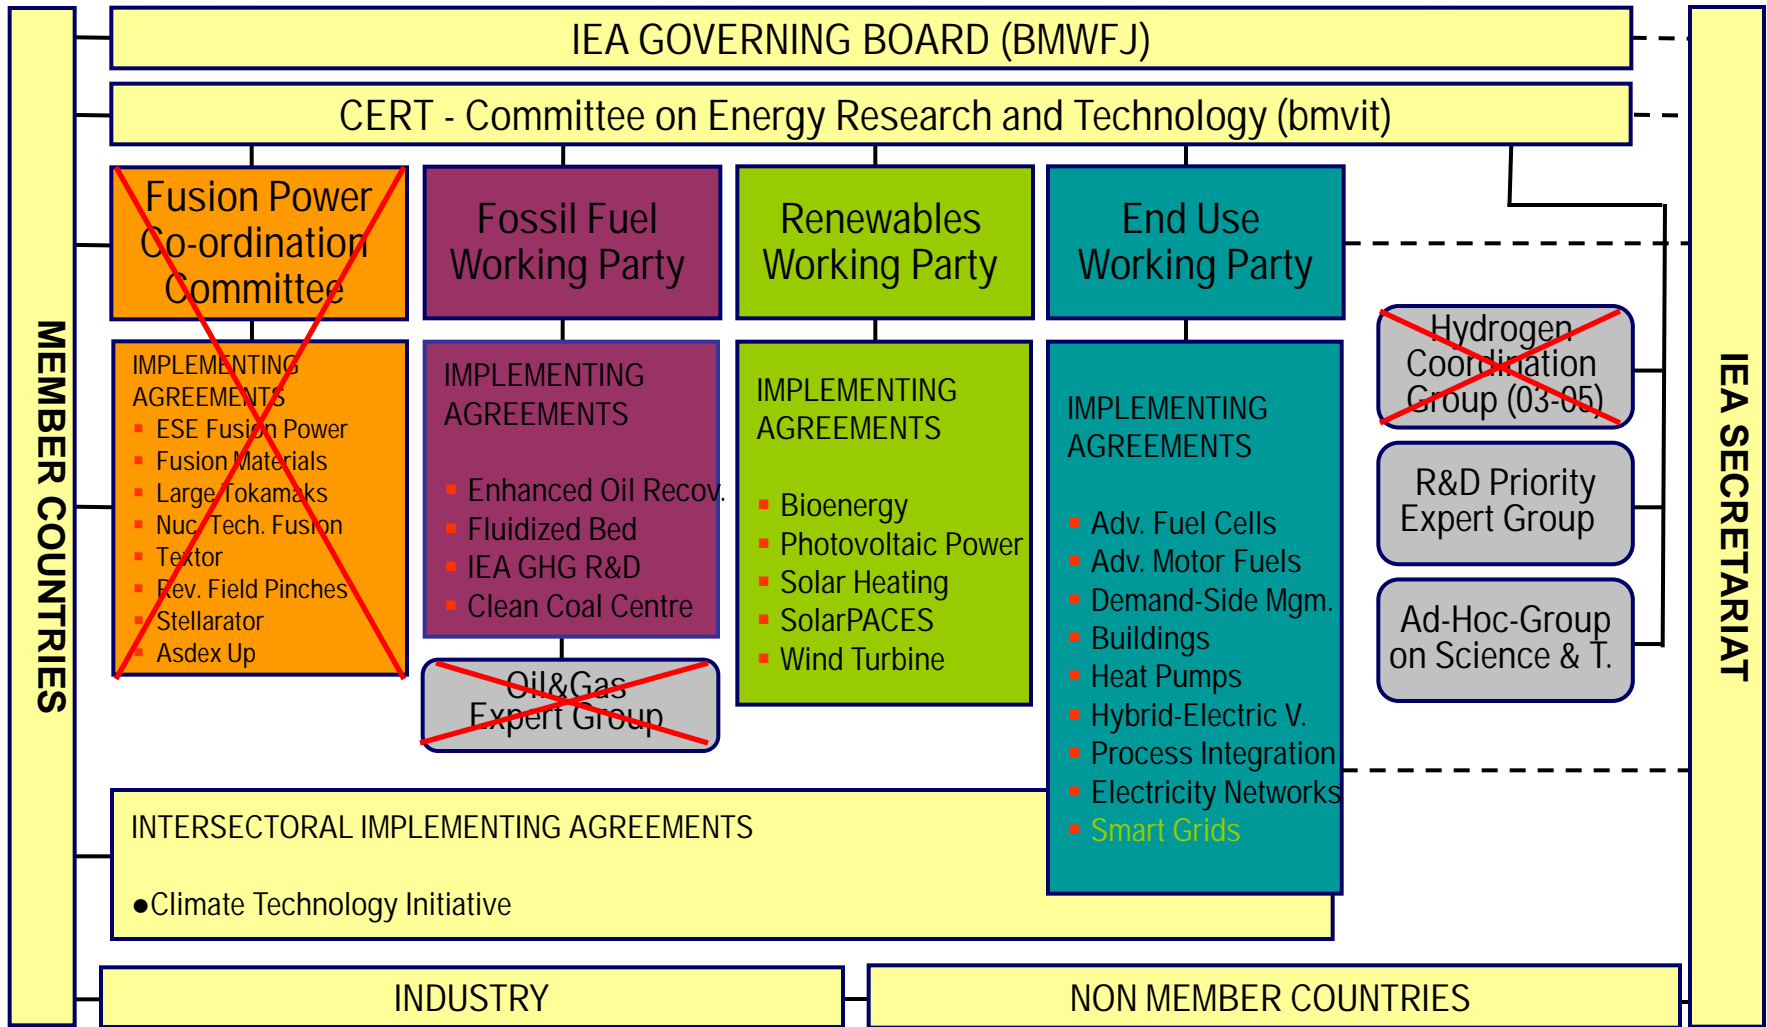 IEA GOVERNING BOARD (BMWFJ)
CERT - Committee on Energy Research and Technology (bmvit)
MEMBER COUNTRIES
Fusion Power
Co-ordination
Committee
IMPLEMENTING
AGREEMENTS
▪ ESE Fusion Power
▪ Fusion Materials
▪ Large Tokamaks
▪ Nuc. Tech. Fusion
▪ Textor
▪ Rev. Field Pinches
▪ Stellarator
▪ Asdex Up
Fossil Fuel
Working Party
IMPLEMENTING
AGREEMENTS
▪ Enhanced Oil Recov.
▪ Fluidized Bed
▪ IEA GHG R&D
▪ Clean Coal Centre
Oil&Gas
Expert Group
Renewables
Working Party
IMPLEMENTING
AGREEMENTS
▪ Bioenergy
▪ Photovoltaic Power
▪ Solar Heating
▪ SolarPACES
▪ Wind Turbine
End Use
Working Party
IMPLEMENTING
AGREEMENTS
▪ Adv. Fuel Cells
▪ Adv. Motor Fuels
▪ Demand-Side Mgm.
▪ Buildings
▪ Heat Pumps
▪ Hybrid-Electric V.
▪ Process Integration
▪ Electricity Networks
▪ Smart Grids
Hydrogen
Coordination
Group (03-05)
R&D Priority
Expert Group
Ad-Hoc-Group
on Science & T.
IEA SECRETARIAT
INTERSECTORAL IMPLEMENTING AGREEMENTS
●Climate Technology Initiative
INDUSTRY
NON MEMBER COUNTRIES